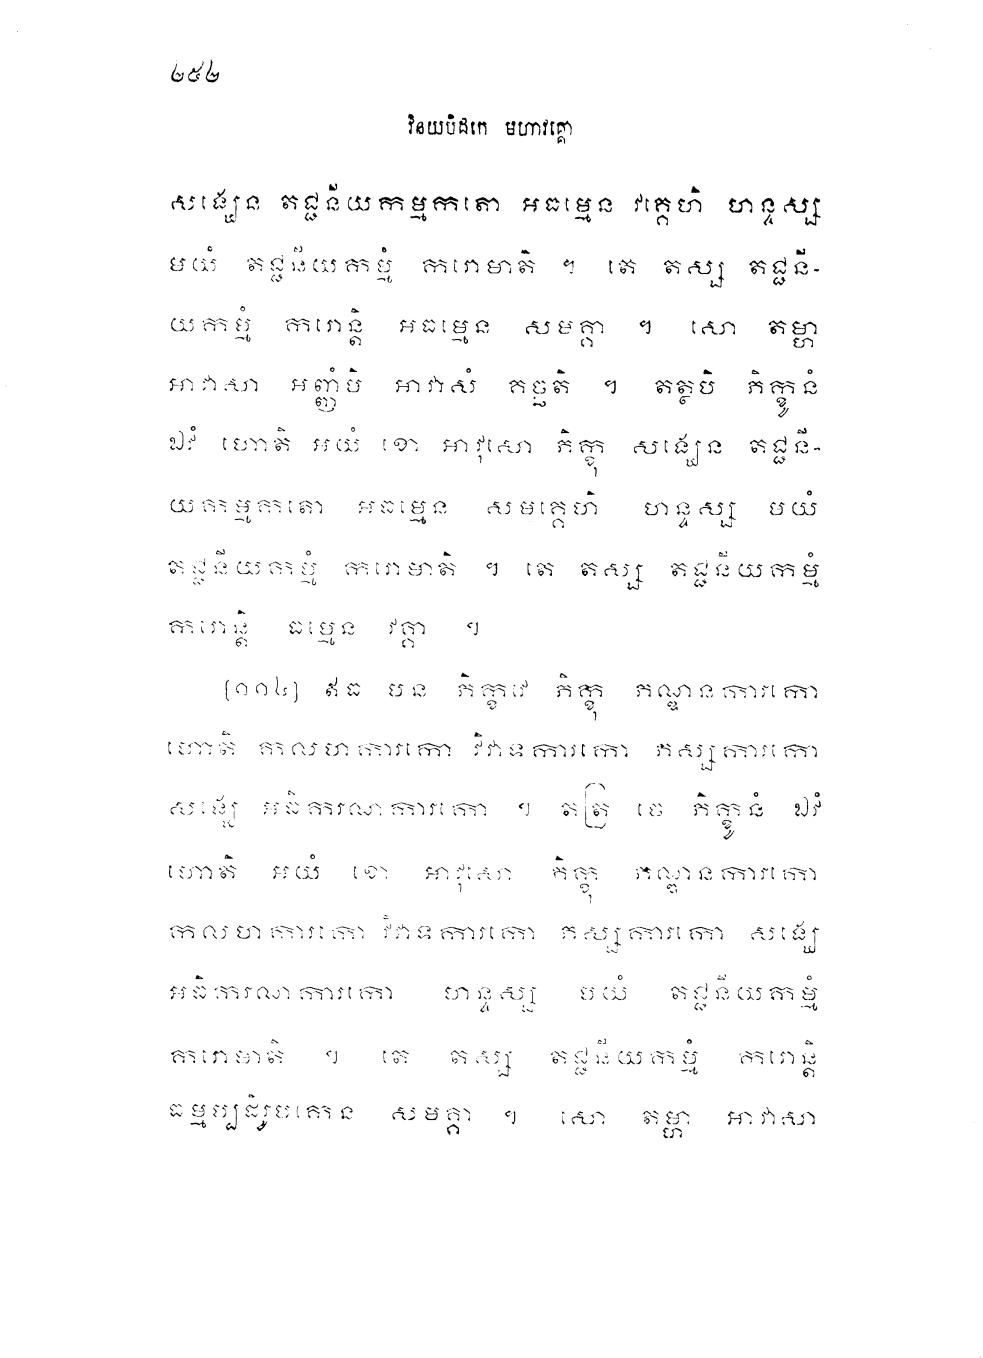 ២៥២
វិនយបិដកេ មហាវគ្គោ
សង្ឃេន តជ្ជនីយកម្មកតោ អធម្មេន វគ្គេហិ ហន្ទស្ស
មយំ តជ្ជនីយកម្មំ ករោមាតិ ។ តេ តស្ស តជ្ជនី-
យកម្មំ ករោន្តិ អធម្មេន សមគ្គា ។ សោ តម្ហា
អាវាសា អញ្ញំបិ អាវាសំ គច្ឆតិ ។ តត្ថបិ ភិក្ខូនំ
ឯវំ ហោតិ អយំ ខោ អាវុសោ ភិក្ខុ សង្ឃេន តជ្ជនី-
យកម្មកតោ អធម្មេន សមគ្គេហិ ហន្ទស្ស មយំ
តជ្ជនីយកម្មំ ករោមាតិ ។ តេ តស្ស តជ្ជនីយកម្មំ
ករោន្តិ ធម្មេន វគ្គា ។
(១១៤) ឥធ បន ភិក្ខវេ ភិក្ខុ ភណ្ឌនការកោ
ហោតិ កលហការកោ វិវាទការកោ ភស្សការកោ
សង្ឃេ អធិករណការកោ ។ តត្រ ចេ ភិក្ខូនំ ឯវំ
ហោតិ អយំ ខោ អាវុសោ ភិក្ខុ ភណ្ឌនការកោ
កលហការកោ វិវាទការកោ ភស្សការកោ សង្ឃេ
អធិករណការកោ ហន្ទស្ស មយំ តជ្ជនីយកម្មំ
ករោមាតិ ។ តេ តស្ស តជ្ជនីយកម្មំ ករោន្តិ
ធម្មប្បដិរូបកេន សមគ្គា ។ សោ តម្ហា អាវាសា